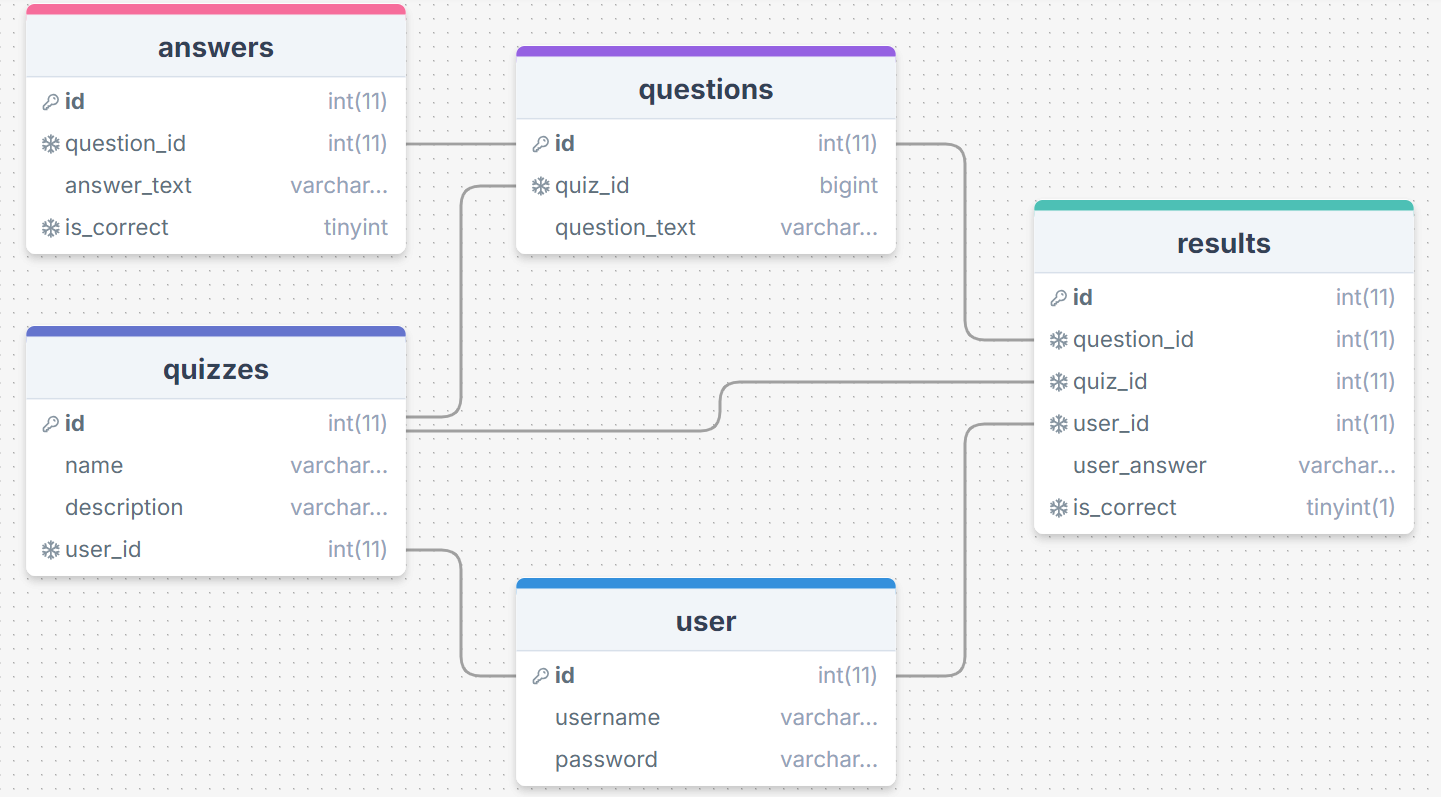 answers
id int(11)
question_id int(11)
answer_text varchar...
is_correct tinyint
questions
id int(11)
quiz_id bigint
question_text varchar...
results
id int(11)
question_id int(11)
quiz_id int(11)
user_id int(11)
user_answer varchar...
is_correct tinyint(1)
quizzes
id int(11)
name varchar...
description varchar...
user_id int(11)
user
id int(11)
username varchar...
password varchar...